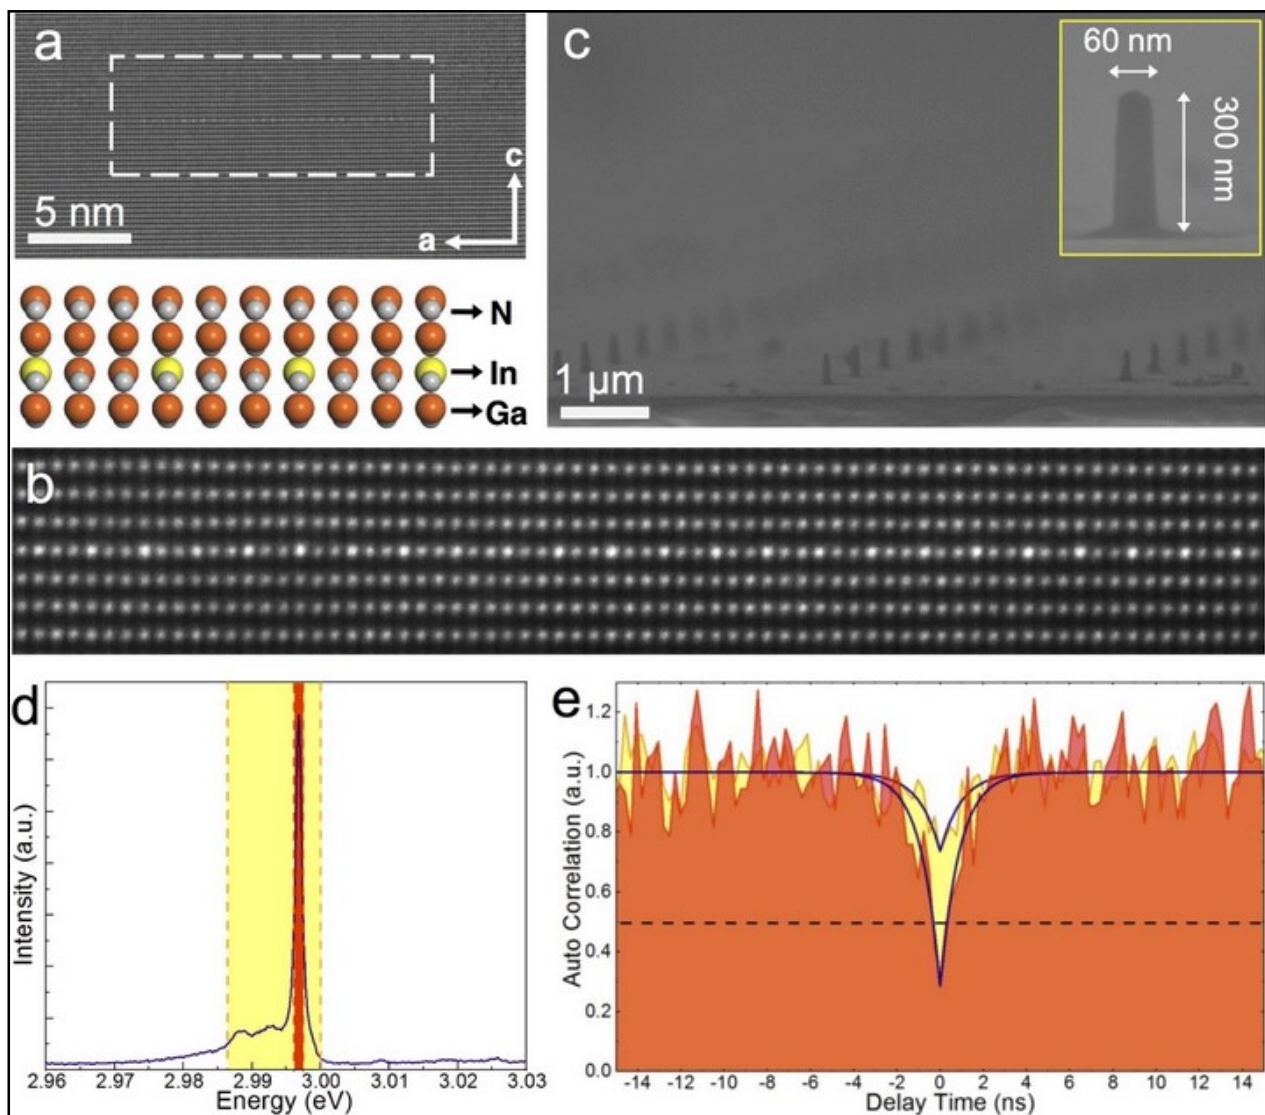 a
c
a
5 nm
N
In
Ga
c
60 nm
300 nm
1 µm
b
d
Intensity (a.u.)
2.96 2.97 2.98 2.99 3.00 3.01 3.02 3.03
Energy (eV)
e
Auto Correlation (a.u.)
1.2
1.0
0.8
0.6
0.4
0.2
0.0
-14 -12 -10 -8 -6 -4 -2 0 2 4 6 8 10 12 14
Delay Time (ns)